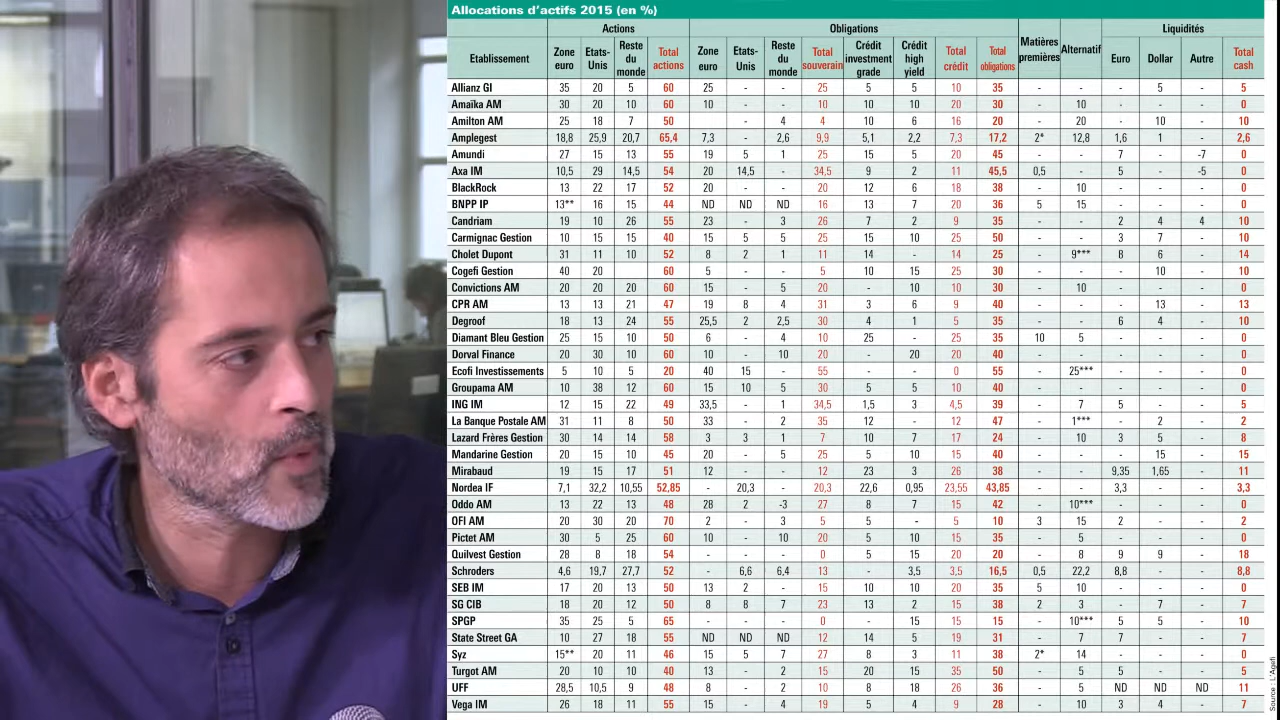 Allocations d'actifs 2015 (en %)
Actions Obligations Matières premières Alternatif Liquidités
Etablissement Zone euro Etats-Unis Reste du monde Total actions Zone euro Etats-Unis Reste du monde Total souverain Crédit investment grade Crédit high yield Total crédit Total obligations Euro Dollar Autre Total cash
Allianz GI 35 20 5 60 25 - - 25 5 5 10 35 - - - 5 - 5
Amaïka AM 30 20 10 60 10 - - 10 10 10 20 30 - 10 - - - 0
Amilton AM 25 18 7 50 - 4 4 10 6 16 20 - 20 - 10 - 10
Amplegest 18,8 25,9 20,7 65,4 7,3 - 2,6 9,9 5,1 2,2 7,3 17,2 2* 12,8 1,6 1 - 2,6
Amundi 27 15 13 55 19 5 1 25 15 5 20 45 - - 7 - -7 0
Axa IM 10,5 29 14,5 54 20 14,5 - 34,5 9 2 11 45,5 0,5 - 5 - -5 0
BlackRock 13 22 17 52 20 - - 20 12 6 18 38 - 10 - - - 0
BNPP IP 13** 16 15 44 ND ND ND 16 13 7 20 36 5 15 - - - 0
Candriam 19 10 26 55 23 - 3 26 7 2 9 35 - - 2 4 4 10
Carmignac Gestion 10 15 15 40 15 5 5 25 15 10 25 50 - - 3 7 - 10
Cholet Dupont 31 11 10 52 8 2 1 11 14 - 14 25 - 9*** 8 6 - 14
Cogefi Gestion 40 20 60 5 - - 5 10 15 25 30 - - - 10 - 10
Convictions AM 20 20 20 60 15 - 5 20 - 10 10 30 - 10 - - - 0
CPR AM 13 13 21 47 19 8 4 31 3 6 9 40 - - - 13 - 13
Degroof 18 13 24 55 25,5 2 2,5 30 4 1 5 35 - - 6 4 - 10
Diamant Bleu Gestion 25 15 10 50 6 - 4 10 25 - 25 35 10 5 - - - 0
Dorval Finance 20 30 10 60 10 - 10 20 - 20 20 40 - - - - - 0
Ecofi Investissements 5 10 5 20 40 15 - 55 - - 0 55 - 25*** - - - 0
Groupama AM 10 38 12 60 15 10 5 30 5 5 10 40 - - - - - 0
ING IM 12 15 22 49 33,5 - 1 34,5 1,5 3 4,5 39 - 7 5 - - 5
La Banque Postale AM 31 11 8 50 33 - 2 35 12 - 12 47 - 1*** - 2 - 2
Lazard Frères Gestion 30 14 14 58 3 3 1 7 10 7 17 24 - 10 3 5 - 8
Mandarine Gestion 20 15 10 45 20 - 5 25 5 10 15 40 - - - 15 - 15
Mirabaud 19 15 17 51 12 - - 12 23 3 26 38 - - 9,35 1,65 - 11
Nordea IF 7,1 32,2 10,55 52,85 - 20,3 - 20,3 22,6 0,95 23,55 43,85 - - 3,3 - - 3,3
Oddo AM 13 22 13 48 28 2 -3 27 8 7 15 42 - 10*** - - - 0
OFI AM 20 30 20 70 2 - 3 5 5 - 5 10 3 15 2 - - 2
Pictet AM 30 5 25 60 10 - 10 20 5 10 15 35 - 5 - - - 0
Quilvest Gestion 28 8 18 54 - - - 0 5 15 20 20 - 8 9 9 - 18
Schroders 4,6 19,7 27,7 52 - 6,6 6,4 13 - 3,5 3,5 16,5 0,5 22,2 8,8 - - 8,8
SEB IM 17 20 13 50 13 2 - 15 10 10 20 35 5 10 - - - 0
SG CIB 18 20 12 50 8 8 7 23 13 2 15 38 2 3 - 7 - 7
SPGP 35 25 5 65 - - - 0 - 15 15 15 - 10*** 5 5 - 10
State Street GA 10 27 18 55 ND ND ND 12 14 5 19 31 - 7 7 - - 7
Syz 15** 20 11 46 15 5 7 27 8 3 11 38 2* 14 - - - 0
Turgot AM 20 10 10 40 13 - 2 15 20 15 35 50 - 5 5 - - 5
UFF 28,5 10,5 9 48 8 - 2 10 8 18 26 36 - 5 ND ND ND 11
Vega IM 26 18 11 55 15 - 4 19 5 4 9 28 - 10 3 4 - 7
Source : L'Agefi